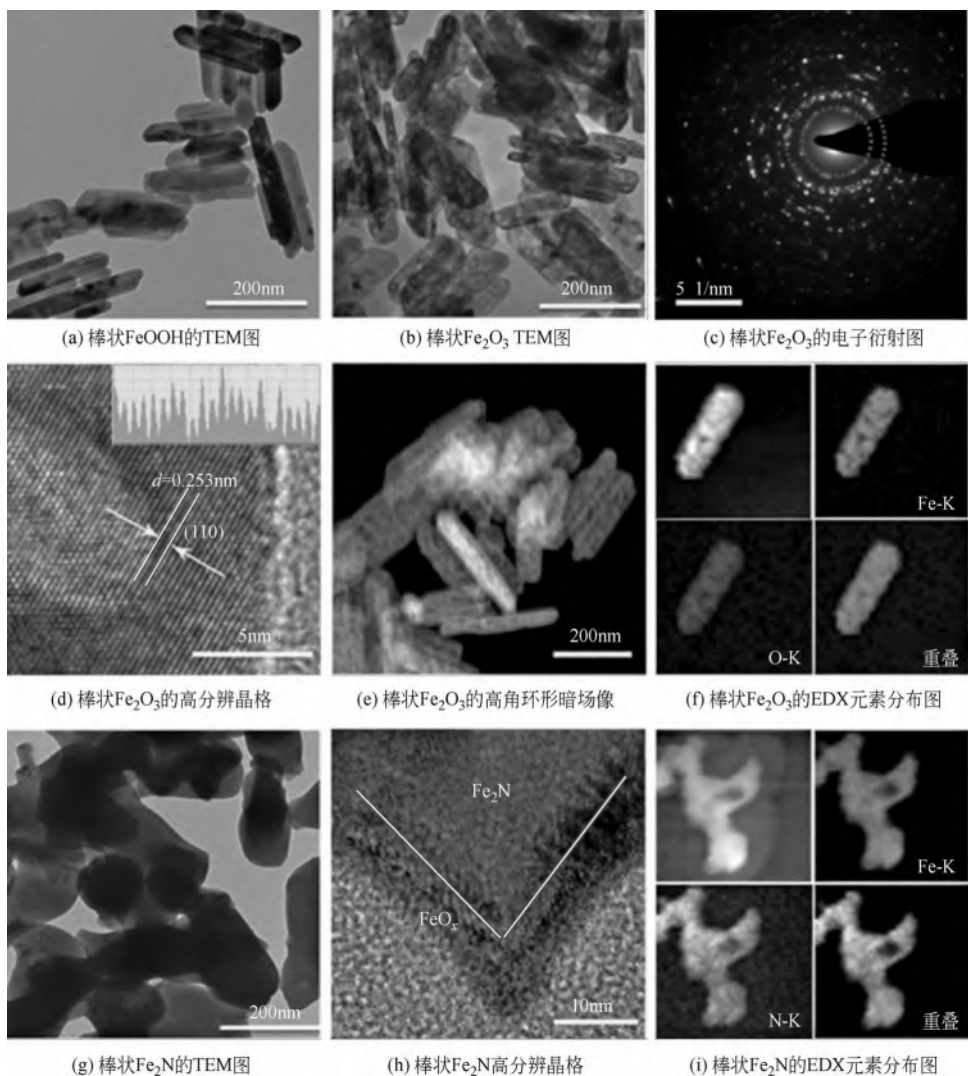 200nm
200nm
5 1/nm
(a) 棒状FeOOH的TEM图
(b) 棒状Fe₂O₃ TEM图
(c) 棒状Fe₂O₃的电子衍射图
d=0.253nm
(110)
5nm
200nm
Fe-K
O-K
重叠
(d) 棒状Fe₂O₃的高分辨晶格
(e) 棒状Fe₂O₃的高角环形暗场像
(f) 棒状Fe₂O₃的EDX元素分布图
200nm
Fe₂N
FeOₓ
10nm
Fe-K
N-K
重叠
(g) 棒状Fe₂N的TEM图
(h) 棒状Fe₂N高分辨晶格
(i) 棒状Fe₂N的EDX元素分布图